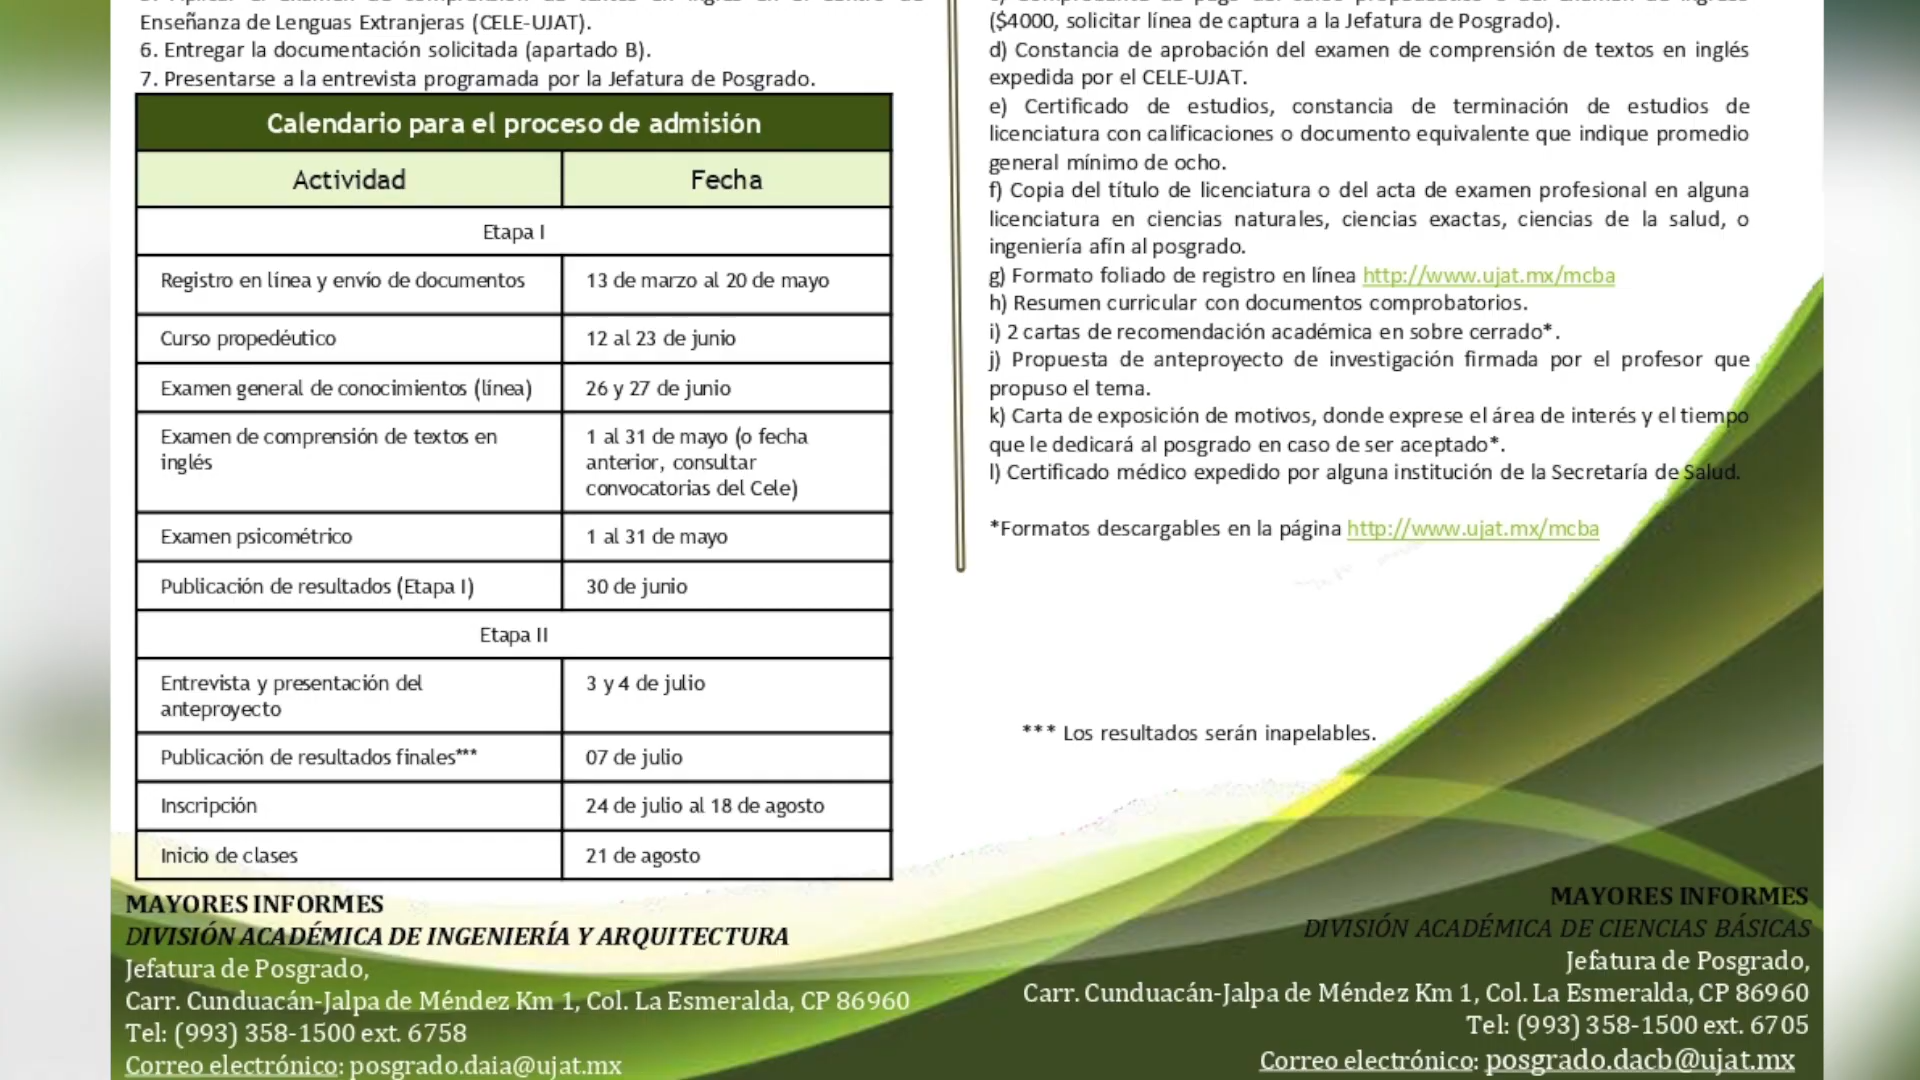 Enseñanza de Lenguas Extranjeras (CELE-UJAT).
6. Entregar la documentación solicitada (apartado B).
7. Presentarse a la entrevista programada por la Jefatura de Posgrado.
Calendario para el proceso de admisión
Actividad Fecha
Etapa I
Registro en línea y envío de documentos 13 de marzo al 20 de mayo
Curso propedéutico 12 al 23 de junio
Examen general de conocimientos (línea) 26 y 27 de junio
Examen de comprensión de textos en 1 al 31 de mayo (o fecha
inglés anterior, consultar
convocatorias del Cele)
Examen psicométrico 1 al 31 de mayo
Publicación de resultados (Etapa I) 30 de junio
Etapa II
Entrevista y presentación del 3 y 4 de julio
anteproyecto
Publicación de resultados finales*** 07 de julio
Inscripción 24 de julio al 18 de agosto
Inicio de clases 21 de agosto
MAYORES INFORMES
DIVISIÓN ACADÉMICA DE INGENIERÍA Y ARQUITECTURA
Jefatura de Posgrado,
Carr. Cunduacán-Jalpa de Méndez Km 1, Col. La Esmeralda, CP 86960
Tel: (993) 358-1500 ext. 6758
Correo electrónico: posgrado.daia@ujat.mx
($4000, solicitar línea de captura a la Jefatura de Posgrado).
d) Constancia de aprobación del examen de comprensión de textos en inglés
expedida por el CELE-UJAT.
e) Certificado de estudios, constancia de terminación de estudios de
licenciatura con calificaciones o documento equivalente que indique promedio
general mínimo de ocho.
f) Copia del título de licenciatura o del acta de examen profesional en alguna
licenciatura en ciencias naturales, ciencias exactas, ciencias de la salud, o
ingeniería afín al posgrado.
g) Formato foliado de registro en línea http://www.ujat.mx/mcba
h) Resumen curricular con documentos comprobatorios.
i) 2 cartas de recomendación académica en sobre cerrado*.
j) Propuesta de anteproyecto de investigación firmada por el profesor que
propuso el tema.
k) Carta de exposición de motivos, donde exprese el área de interés y el tiempo
que le dedicará al posgrado en caso de ser aceptado*.
l) Certificado médico expedido por alguna institución de la Secretaría de Salud.
*Formatos descargables en la página http://www.ujat.mx/mcba
*** Los resultados serán inapelables.
MAYORES INFORMES
DIVISIÓN ACADÉMICA DE CIENCIAS BÁSICAS
Jefatura de Posgrado,
Carr. Cunduacán-Jalpa de Méndez Km 1, Col. La Esmeralda, CP 86960
Tel: (993) 358-1500 ext. 6705
Correo electrónico: posgrado.dacb@ujat.mx